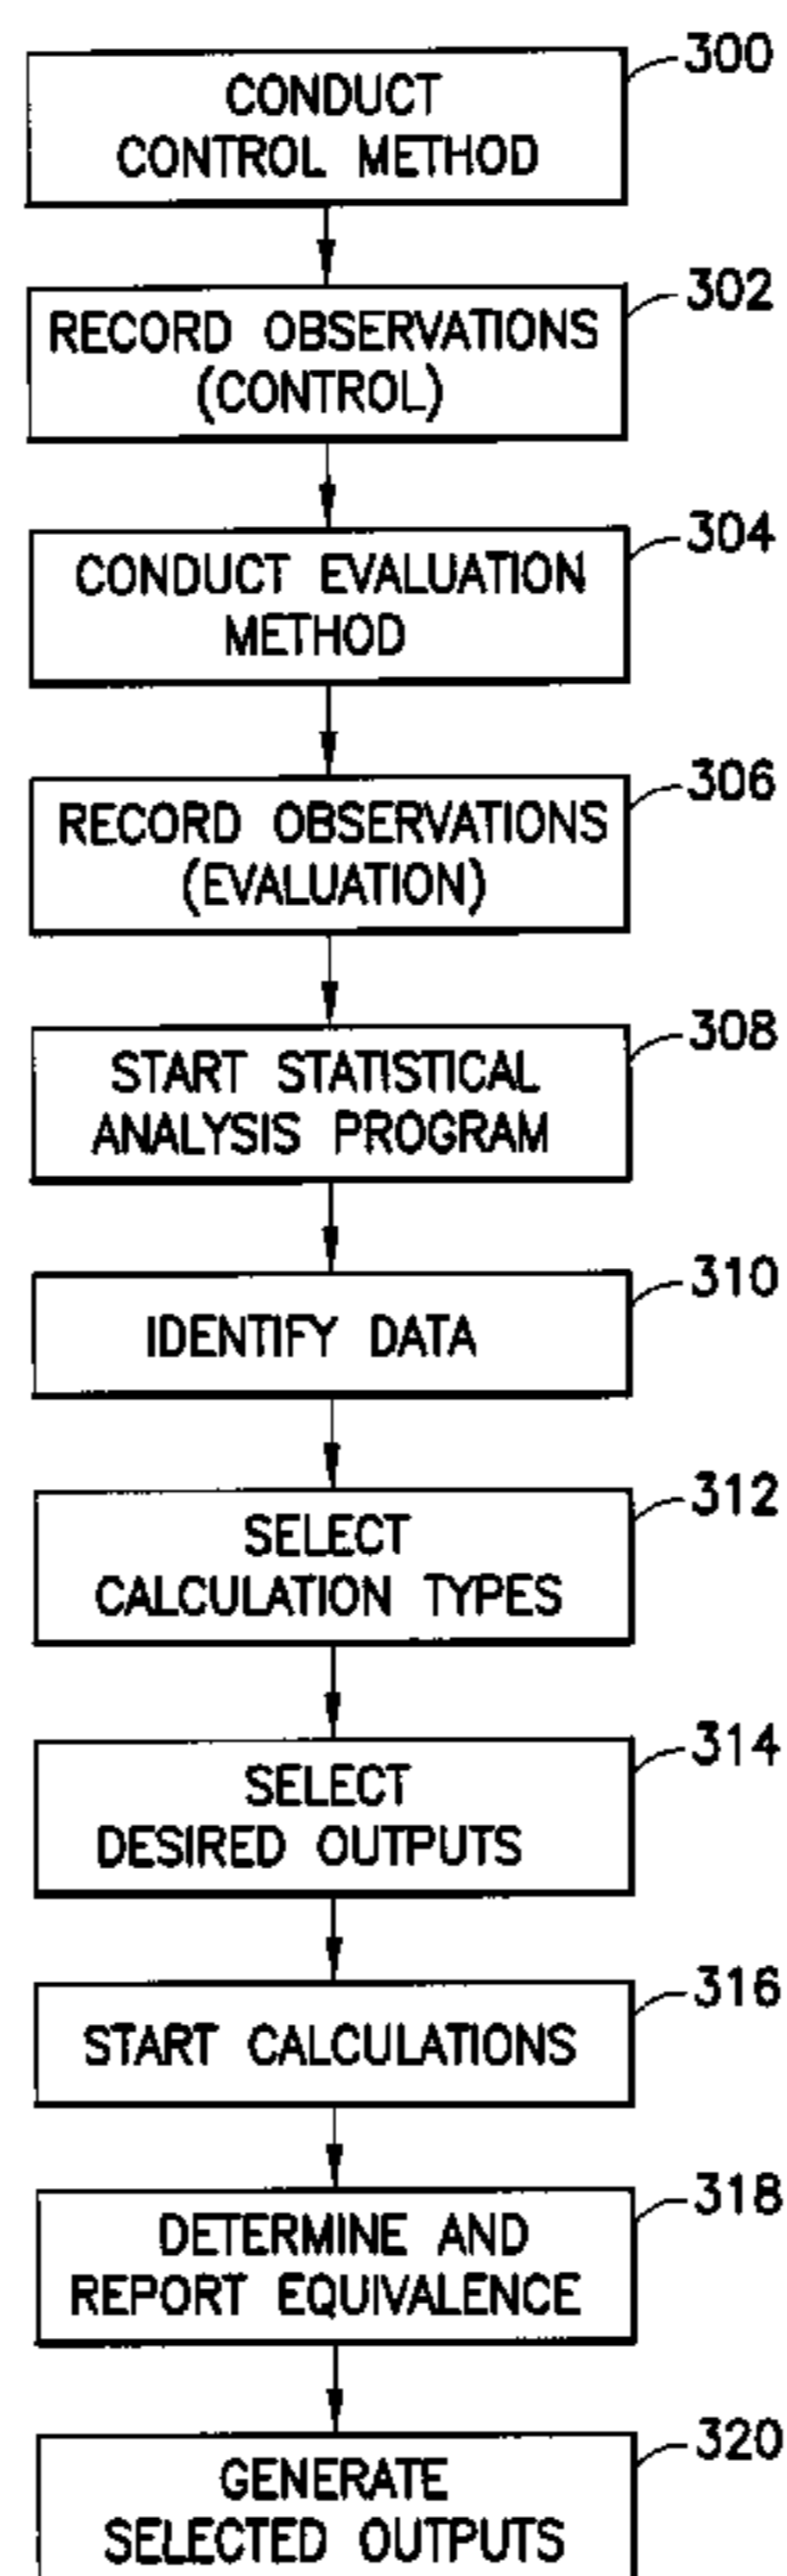 300
CONDUCT
CONTROL METHOD
302
RECORD OBSERVATIONS
(CONTROL)
304
CONDUCT EVALUATION
METHOD
306
RECORD OBSERVATIONS
(EVALUATION)
308
START STATISTICAL
ANALYSIS PROGRAM
310
IDENTIFY DATA
312
SELECT
CALCULATION TYPES
314
SELECT
DESIRED OUTPUTS
316
START CALCULATIONS
318
DETERMINE AND
REPORT EQUIVALENCE
320
GENERATE
SELECTED OUTPUTS